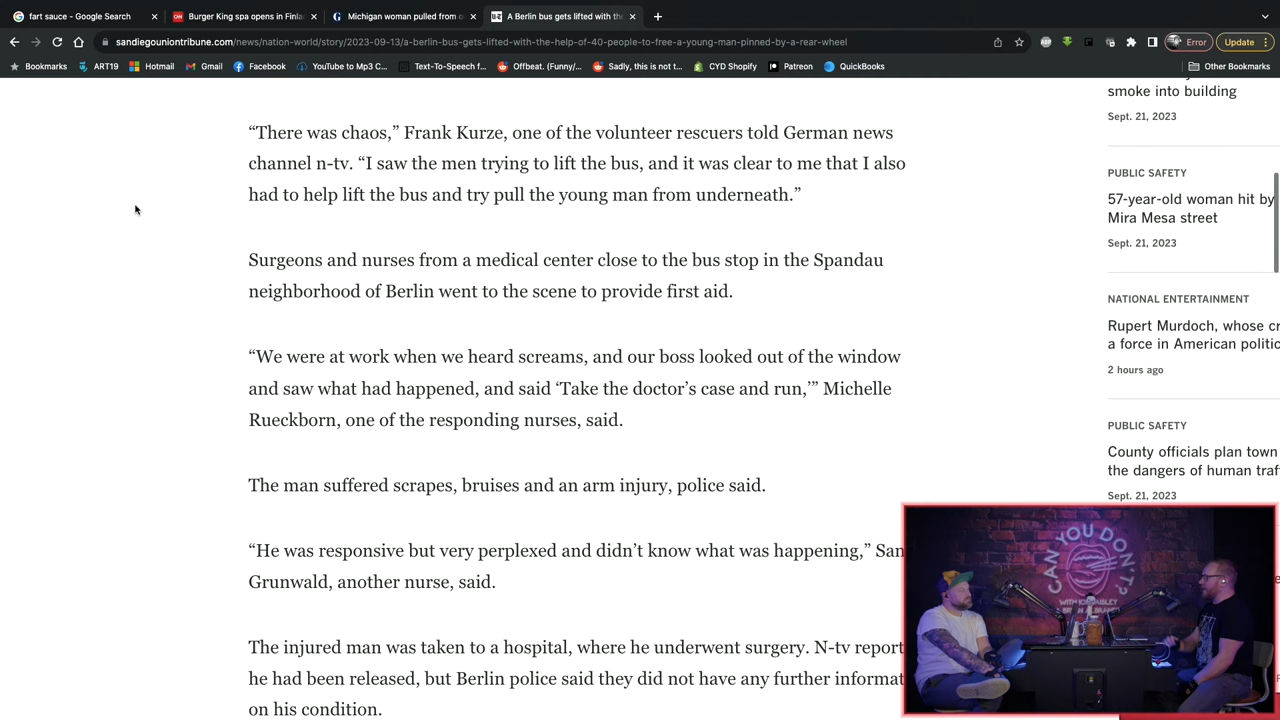 fart sauce - Google Search
Burger King spa opens in Finla
Michigan woman pulled from o
A Berlin bus gets lifted with the
sandiegouniontribune.com/news/nation-world/story/2023-09-13/a-berlin-bus-gets-lifted-with-the-help-of-40-people-to-free-a-young-man-pinned-by-a-rear-wheel
Error
Update
Bookmarks
ART19
Hotmail
Gmail
Facebook
YouTube to Mp3 C...
Text-To-Speech f...
Offbeat. (Funny/...
Sadly, this is not t...
CYD Shopify
Patreon
QuickBooks
Other Bookmarks
“There was chaos,” Frank Kurze, one of the volunteer rescuers told German news
channel n-tv. “I saw the men trying to lift the bus, and it was clear to me that I also
had to help lift the bus and try pull the young man from underneath.”
Surgeons and nurses from a medical center close to the bus stop in the Spandau
neighborhood of Berlin went to the scene to provide first aid.
“We were at work when we heard screams, and our boss looked out of the window
and saw what had happened, and said ‘Take the doctor’s case and run,’” Michelle
Rueckborn, one of the responding nurses, said.
The man suffered scrapes, bruises and an arm injury, police said.
“He was responsive but very perplexed and didn’t know what was happening,” San
Grunwald, another nurse, said.
The injured man was taken to a hospital, where he underwent surgery. N-tv report
he had been released, but Berlin police said they did not have any further informat
on his condition.
smoke into building
Sept. 21, 2023
PUBLIC SAFETY
57-year-old woman hit by
Mira Mesa street
Sept. 21, 2023
NATIONAL ENTERTAINMENT
Rupert Murdoch, whose cr
a force in American politic
2 hours ago
PUBLIC SAFETY
County officials plan town
the dangers of human traf
Sept. 21, 2023
CAN YOU DON'T?